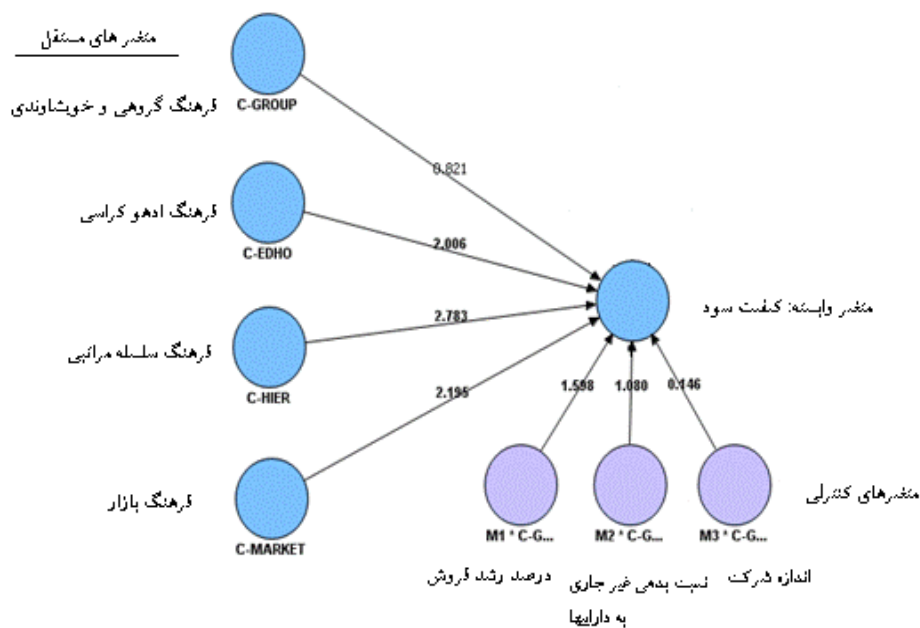 متغیر های مستقل
C-GROUP
فرهنگ گروهی و خویشاوندی
0.821
C-EDHO
فرهنگ ادهو کراسی
2.006
متغیر وابسته: کیفیت سود
C-HIER
فرهنگ سلسله مراتبی
2.783
C-MARKET
فرهنگ بازار
2.195
1.598
1.080
0.146
متغیرهای کنترلی
M1 * C-G...
M2 * C-G...
M3 * C-G...
درصد رشد فروش
نسبت بدهی غیر جاری
به داراییها
اندازه شرکت